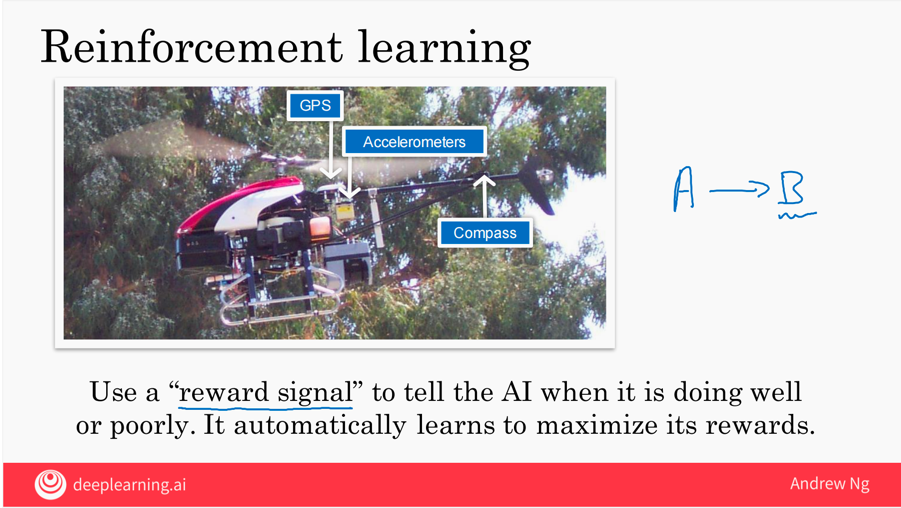 Reinforcement learning
GPS
Accelerometers
Compass
A → B
Use a “reward signal” to tell the AI when it is doing well
or poorly. It automatically learns to maximize its rewards.
deeplearning.ai
Andrew Ng